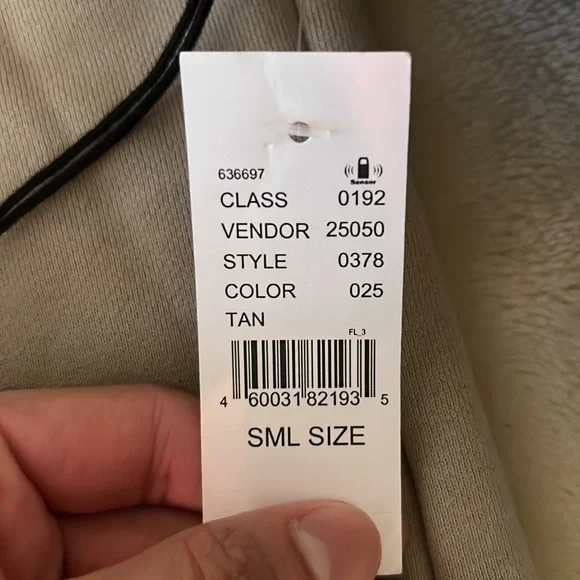 636697
Sensor
CLASS 0192
VENDOR 25050
STYLE 0378
COLOR 025
TAN
FL_3
4 60031 82193 5
SML SIZE